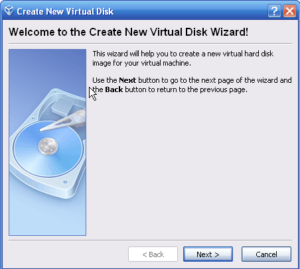 Create New Virtual Disk
Welcome to the Create New Virtual Disk Wizard!
This wizard will help you to create a new virtual hard disk
image for your virtual machine.
Use the Next button to go to the next page of the wizard and
the Back button to return to the previous page.
< Back
Next >
Cancel